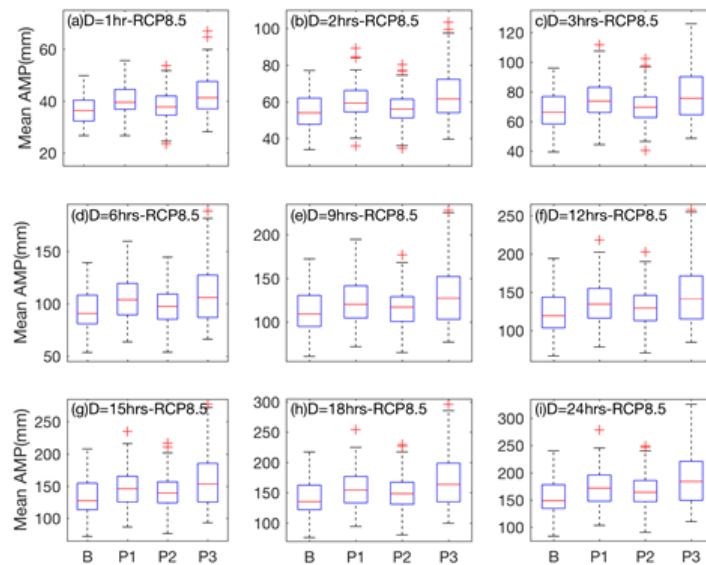 (a)D=1hr-RCP8.5
(b)D=2hrs-RCP8.5
(c)D=3hrs-RCP8.5
Mean AMP(mm)
60
40
20
100
80
60
40
120
100
80
60
40
(d)D=6hrs-RCP8.5
(e)D=9hrs-RCP8.5
(f)D=12hrs-RCP8.5
Mean AMP(mm)
150
100
50
200
150
100
250
200
150
100
(g)D=15hrs-RCP8.5
(h)D=18hrs-RCP8.5
(i)D=24hrs-RCP8.5
Mean AMP(mm)
250
200
150
100
300
250
200
150
100
300
250
200
150
100
B P1 P2 P3
B P1 P2 P3
B P1 P2 P3